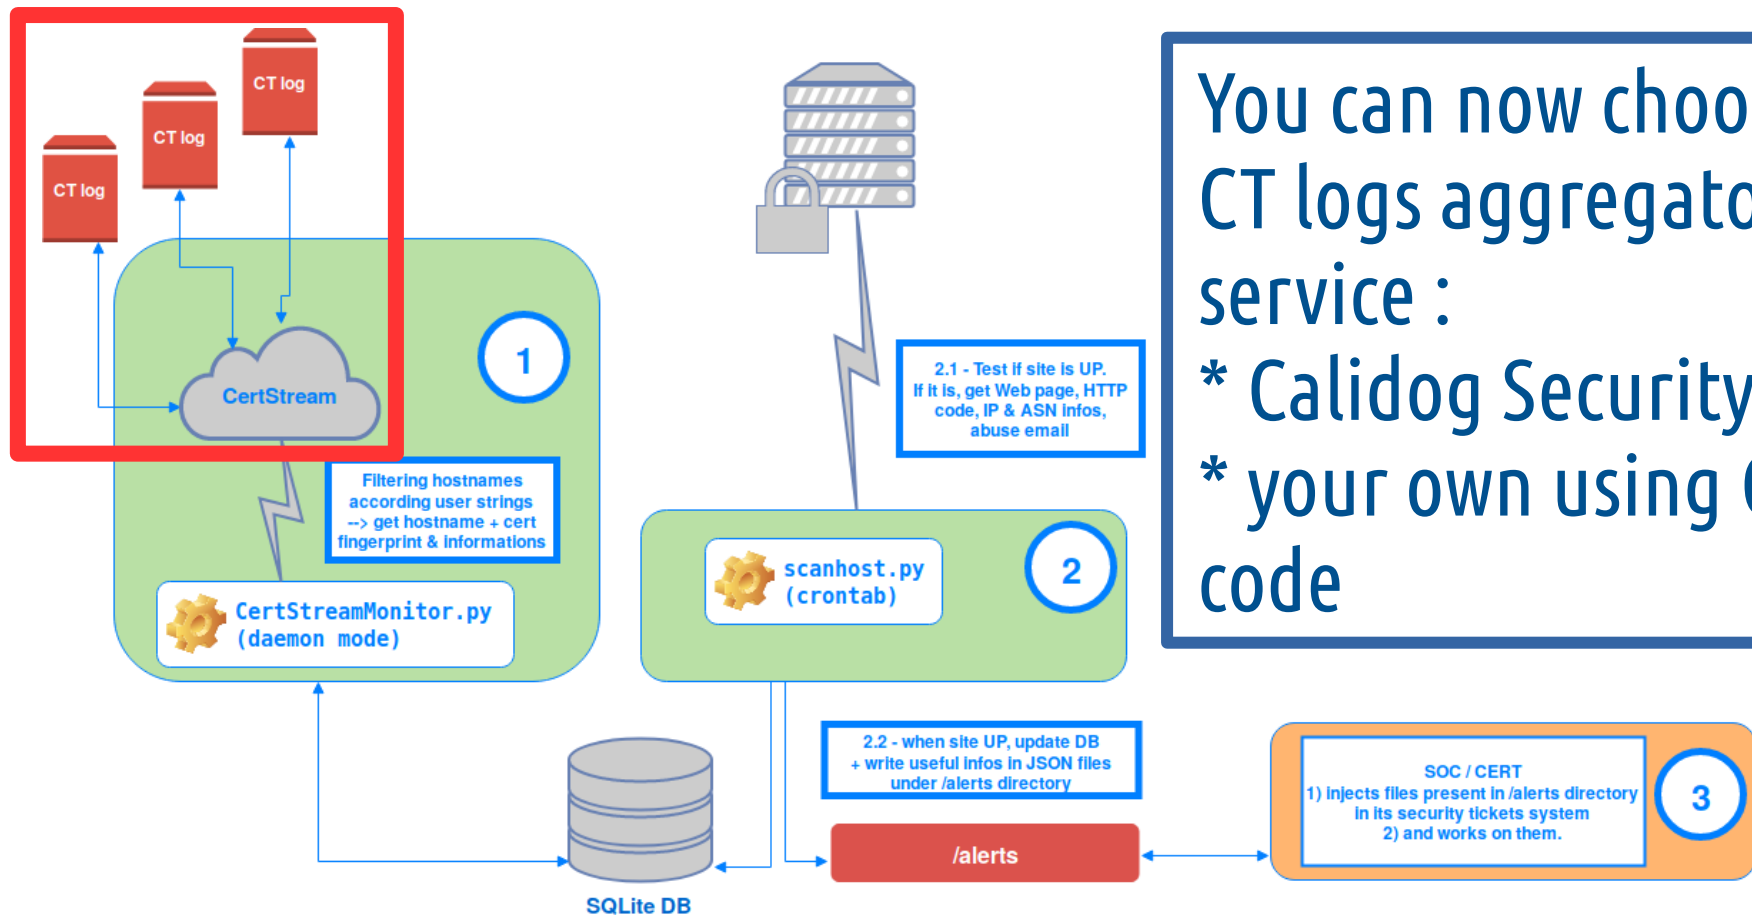 CT log
CT log
CT log
CertStream
1
Filtering hostnames
according user strings
--> get hostname + cert
fingerprint & informations
CertStreamMonitor.py
(daemon mode)
2.1 - Test if site is UP.
If it is, get Web page, HTTP
code, IP & ASN infos,
abuse email
scanhost.py
(crontab)
2
2.2 - when site UP, update DB
+ write useful infos in JSON files
under /alerts directory
SQLite DB
/alerts
SOC / CERT
1) injects files present in /alerts directory
in its security tickets system
2) and works on them.
3
You can now
CT logs
service :
* Calidog Security
* your own using
code